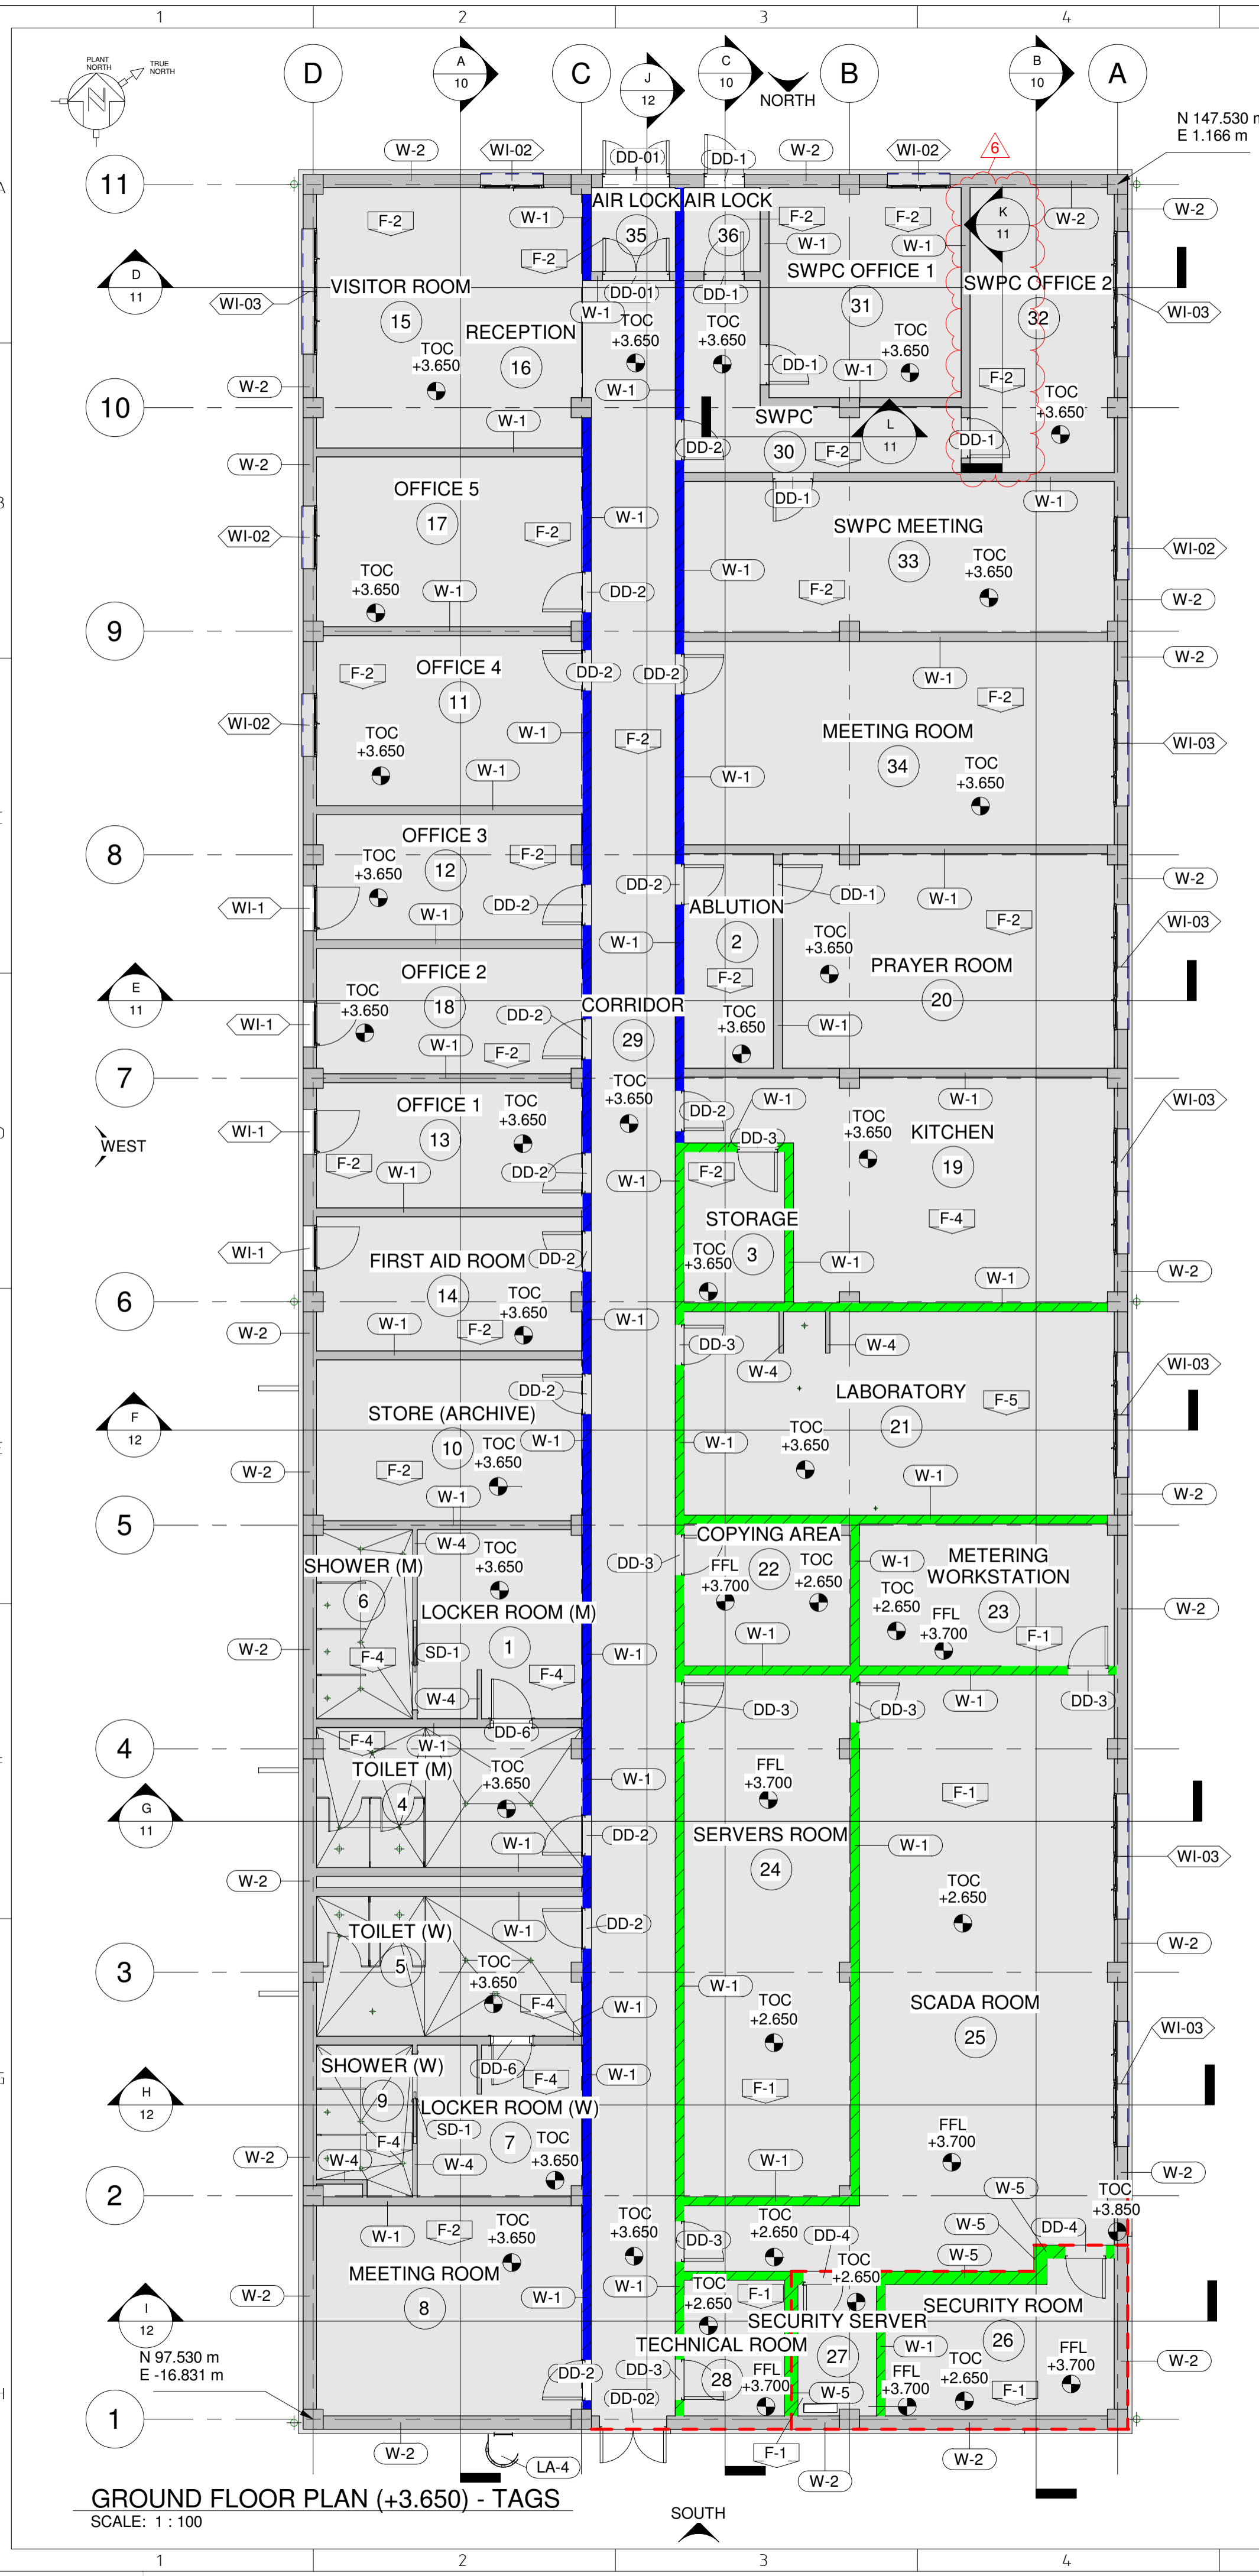 1 2 3 4
PLANT NORTH
TRUE NORTH
N
D
A 10
C
J 12
C 10
NORTH
B
B 10
A
N 147.530 m
E 1.166 m
W-2
WI-02
DD-01
DD-1
W-2
WI-02
6
11
AIR LOCK
AIR LOCK
W-2
W-2
F-2
W-1
35
36
F-2
F-2
K 11
F-2
W-1
W-1
D 11
VISITOR ROOM
DD-01
DD-1
SWPC OFFICE 1
SWPC OFFICE 2
WI-03
15
W-1
31
32
WI-03
RECEPTION
TOC
+3.650
TOC
+3.650
TOC
+3.650
TOC
+3.650
16
DD-1
W-1
F-2
W-2
W-1
TOC
+3.650
10
W-1
SWPC
L 11
DD-1
W-2
DD-2
30
F-2
OFFICE 5
DD-1
W-1
17
W-1
SWPC MEETING
WI-02
F-2
33
WI-02
TOC
+3.650
W-1
DD-2
W-1
F-2
TOC
+3.650
W-2
9
OFFICE 4
W-2
F-2
DD-2
DD-2
W-1
11
F-2
WI-02
W-1
F-2
MEETING ROOM
WI-03
TOC
+3.650
34
TOC
+3.650
W-1
W-1
8
OFFICE 3
F-2
TOC
+3.650
12
DD-2
DD-1
W-1
W-2
WI-1
W-1
DD-2
ABLUTION
F-2
WI-03
W-1
2
TOC
+3.650
OFFICE 2
F-2
PRAYER ROOM
E 11
TOC
+3.650
18
DD-2
CORRIDOR
20
WI-1
W-1
F-2
29
TOC
+3.650
W-1
7
OFFICE 1
TOC
+3.650
TOC
+3.650
DD-2
W-1
W-1
WI-03
WI-1
13
DD-3
TOC
+3.650
KITCHEN
WEST
F-2
W-1
DD-2
W-1
F-2
19
STORAGE
F-4
WI-1
FIRST AID ROOM
DD-2
TOC
+3.650
3
W-1
W-2
14
TOC
+3.650
W-1
6
W-2
W-1
F-2
W-1
DD-3
W-4
W-4
WI-03
DD-2
LABORATORY
F-5
F 12
STORE (ARCHIVE)
W-1
W-1
TOC
+3.650
21
10
TOC
+3.650
W-2
F-2
W-1
W-1
W-2
5
COPYING AREA
SHOWER (M)
W-4
TOC
+3.650
DD-3
FFL
+3.700
22
TOC
+2.650
W-1
METERING
WORKSTATION
6
LOCKER ROOM (M)
TOC
+2.650
23
W-2
FFL
+3.700
F-1
W-2
F-4
SD-1
1
F-4
W-1
W-1
W-4
W-1
DD-3
DD-6
DD-3
DD-3
4
F-4
W-1
TOILET (M)
TOC
+3.650
W-1
FFL
+3.700
4
F-1
G 11
W-1
DD-2
SERVERS ROOM
W-1
WI-03
W-2
24
TOC
+2.650
TOILET (W)
W-1
DD-2
W-2
3
5
TOC
+3.650
F-4
W-1
W-1
SCADA ROOM
TOC
+2.650
25
WI-03
SHOWER (W)
DD-6
F-4
W-1
F-1
H 12
9
LOCKER ROOM (W)
SD-1
FFL
+3.700
F-4
7
TOC
+3.650
W-2
W-4
W-4
W-1
W-2
2
W-5
TOC
+3.850
W-1
F-2
TOC
+3.650
TOC
+3.650
DD-3
TOC
+2.650
DD-4
W-5
DD-4
W-5
MEETING ROOM
W-1
TOC
+2.650
F-1
TOC
+2.650
I 12
W-2
8
W-1
SECURITY SERVER
SECURITY ROOM
26
TECHNICAL ROOM
27
W-1
N 97.530 m
E -16.831 m
DD-2
DD-3
28
FFL
+3.700
FFL
+3.700
TOC
+2.650
FFL
+3.700
W-2
DD-02
W-5
F-1
1
W-2
LA-4
F-1
W-2
W-2
GROUND FLOOR PLAN (+3.650) - TAGS
SCALE: 1 : 100
SOUTH
1 2 3 4